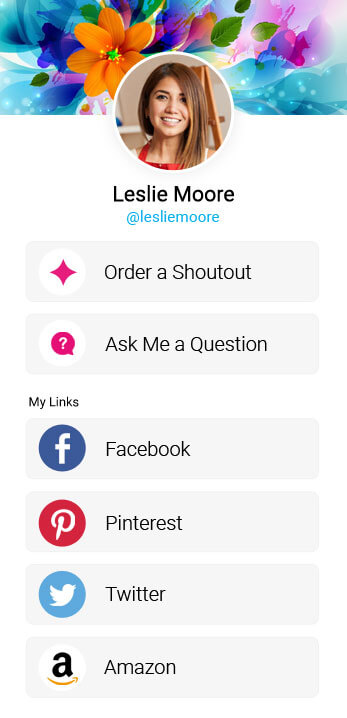 Leslie Moore
@lesliemoore
Order a Shoutout
?
Ask Me a Question
My Links
f
Facebook
Pinterest
Twitter
a
Amazon